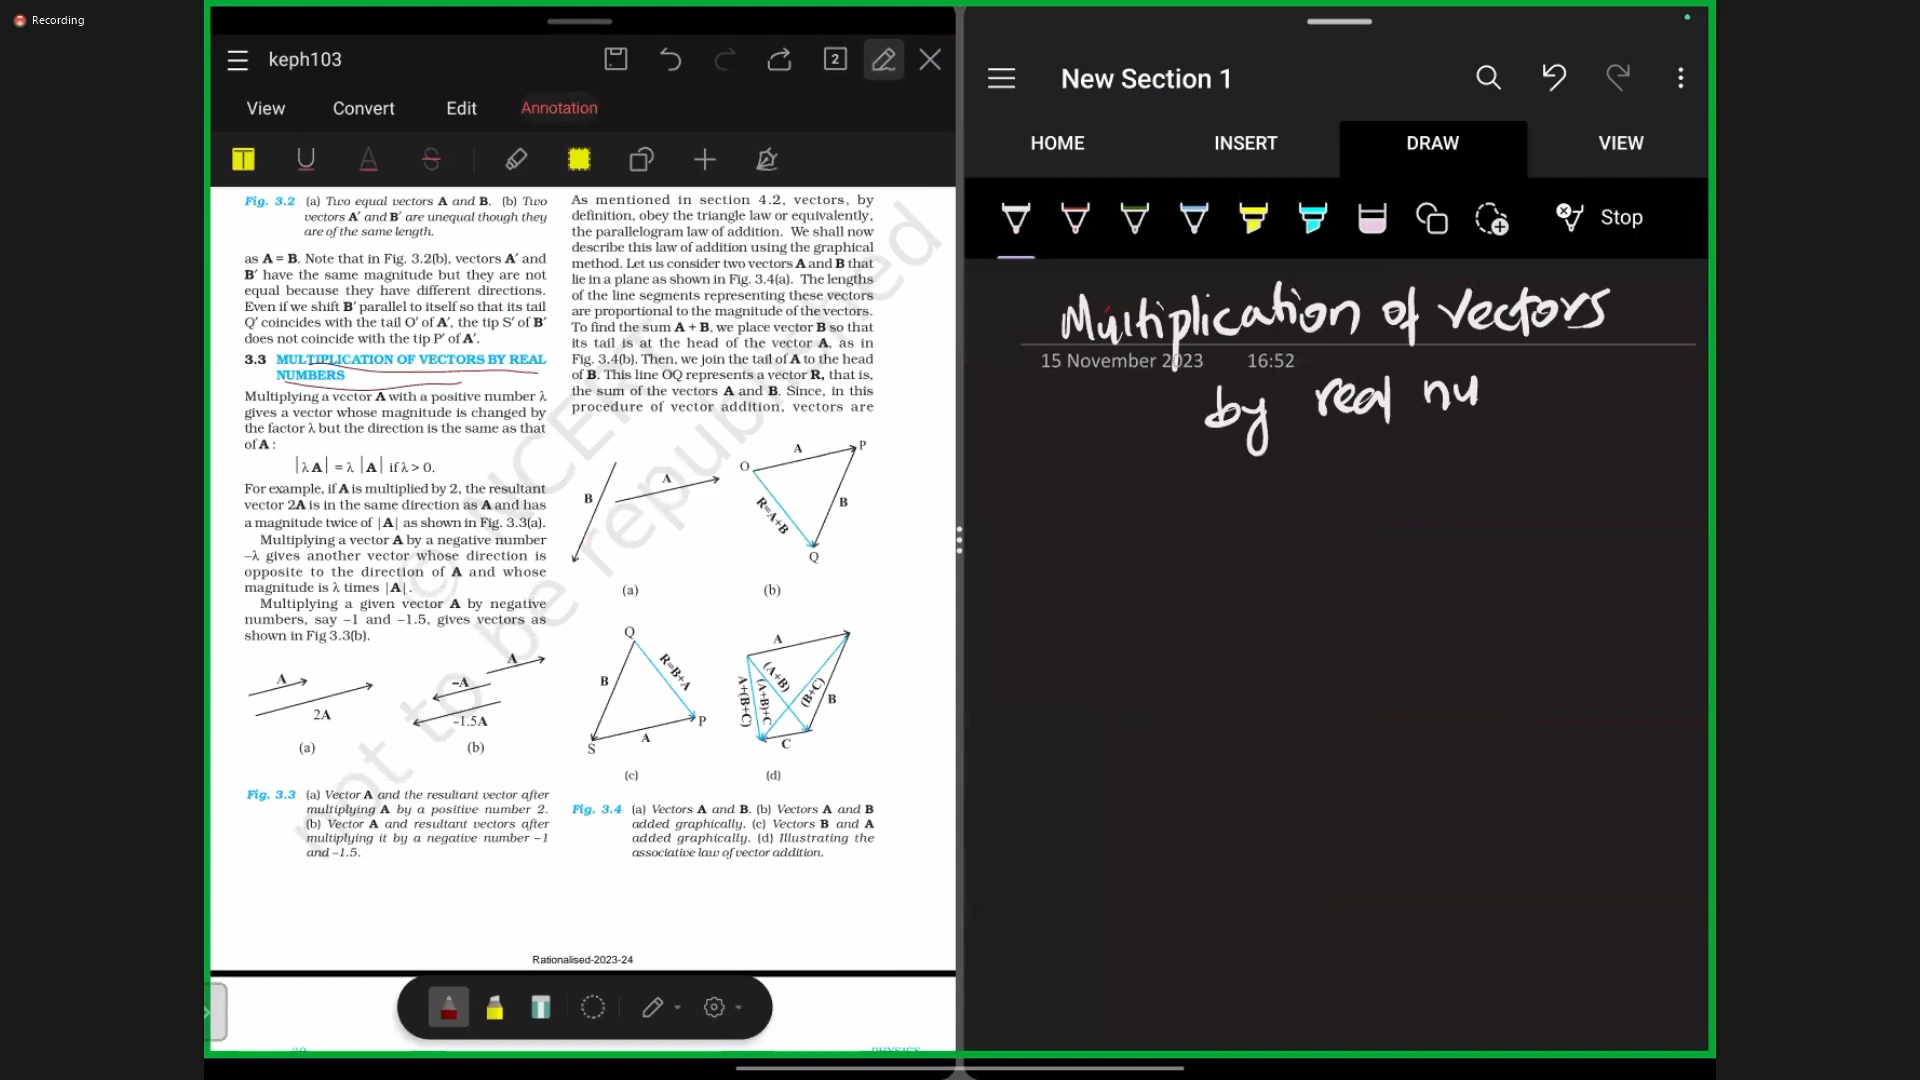 Recording
keph103
2
View Convert Edit Annotation
T U A S
Fig. 3.2 (a) Two equal vectors A and B. (b) Two
vectors A′ and B′ are unequal though they
are of the same length.
as A = B. Note that in Fig. 3.2(b), vectors A′ and
B′ have the same magnitude but they are not
equal because they have different directions.
Even if we shift B′ parallel to itself so that its tail
Q′ coincides with the tail O′ of A′, the tip S′ of B′
does not coincide with the tip P′ of A′.
3.3 MULTIPLICATION OF VECTORS BY REAL
NUMBERS
Multiplying a vector A with a positive number λ
gives a vector whose magnitude is changed by
the factor λ but the direction is the same as that
of A :
|λ A| = λ |A| if λ > 0.
For example, if A is multiplied by 2, the resultant
vector 2A is in the same direction as A and has
a magnitude twice of |A| as shown in Fig. 3.3(a).
Multiplying a vector A by a negative number
−λ gives another vector whose direction is
opposite to the direction of A and whose
magnitude is λ times |A|.
Multiplying a given vector A by negative
numbers, say −1 and −1.5, gives vectors as
shown in Fig 3.3(b).
A
2A
(a)
A
−A
−1.5A
(b)
Fig. 3.3 (a) Vector A and the resultant vector after
multiplying A by a positive number 2.
(b) Vector A and resultant vectors after
multiplying it by a negative number −1
and −1.5.
As mentioned in section 4.2, vectors, by
definition, obey the triangle law or equivalently,
the parallelogram law of addition. We shall now
describe this law of addition using the graphical
method. Let us consider two vectors A and B that
lie in a plane as shown in Fig. 3.4(a). The lengths
of the line segments representing these vectors
are proportional to the magnitude of the vectors.
To find the sum A + B, we place vector B so that
its tail is at the head of the vector A, as in
Fig. 3.4(b). Then, we join the tail of A to the head
of B. This line OQ represents a vector R, that is,
the sum of the vectors A and B. Since, in this
procedure of vector addition, vectors are
B A
(a)
O A P
R=A+B B
Q
(b)
Q
B R=B+A
S A P
(c)
A
A+(B+C) (A+B)+C (A+B) (B+C) B
C
(d)
Fig. 3.4 (a) Vectors A and B. (b) Vectors A and B
added graphically. (c) Vectors B and A
added graphically. (d) Illustrating the
associative law of vector addition.
© NCERT
not to be republished
Rationalised-2023-24
New Section 1
HOME INSERT DRAW VIEW
Stop
Multiplication of vectors
15 November 2023 16:52
by real nu